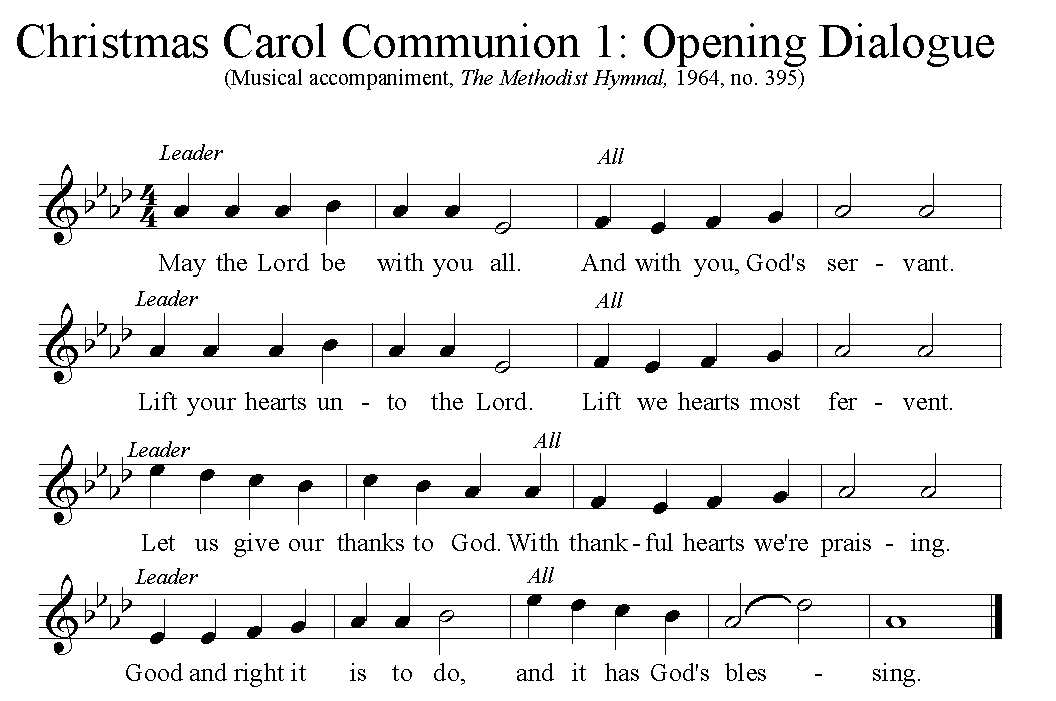 Christmas Carol Communion 1: Opening Dialogue
(Musical accompaniment, The Methodist Hymnal, 1964, no. 395)
Leader All
4
4
May the Lord be with you all. And with you, God's ser - vant.
Leader All
Lift your hearts un - to the Lord. Lift we hearts most fer - vent.
Leader All
Let us give our thanks to God. With thank - ful hearts we're prais - ing.
Leader All
Good and right it is to do, and it has God's bles - sing.